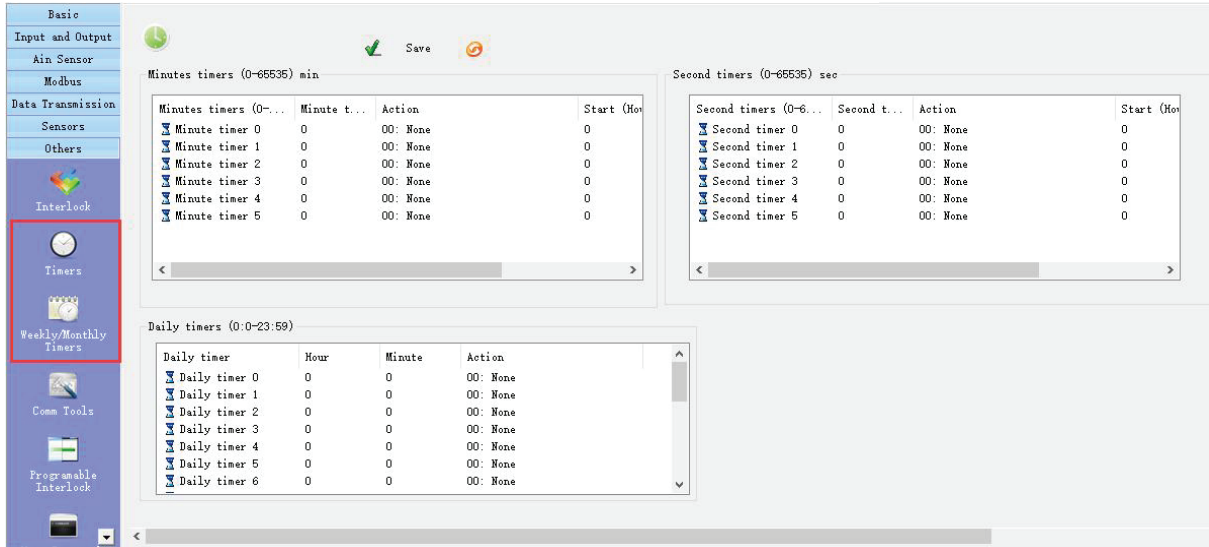 Basic
Input and Output
Ain Sensor
Modbus
Data Transmission
Sensors
Others
Interlock
Timers
Weekly/Monthly
Timers
Comm Tools
Programable
Interlock
Save
Minutes timers (0-65535) min
Minutes timers (0-... Minute t... Action Start (Hou
Minute timer 0 0 00: None 0
Minute timer 1 0 00: None 0
Minute timer 2 0 00: None 0
Minute timer 3 0 00: None 0
Minute timer 4 0 00: None 0
Minute timer 5 0 00: None 0
Second timers (0-65535) sec
Second timers (0-6... Second t... Action Start (Hou
Second timer 0 0 00: None 0
Second timer 1 0 00: None 0
Second timer 2 0 00: None 0
Second timer 3 0 00: None 0
Second timer 4 0 00: None 0
Second timer 5 0 00: None 0
Daily timers (0:0-23:59)
Daily timer Hour Minute Action
Daily timer 0 0 0 00: None
Daily timer 1 0 0 00: None
Daily timer 2 0 0 00: None
Daily timer 3 0 0 00: None
Daily timer 4 0 0 00: None
Daily timer 5 0 0 00: None
Daily timer 6 0 0 00: None